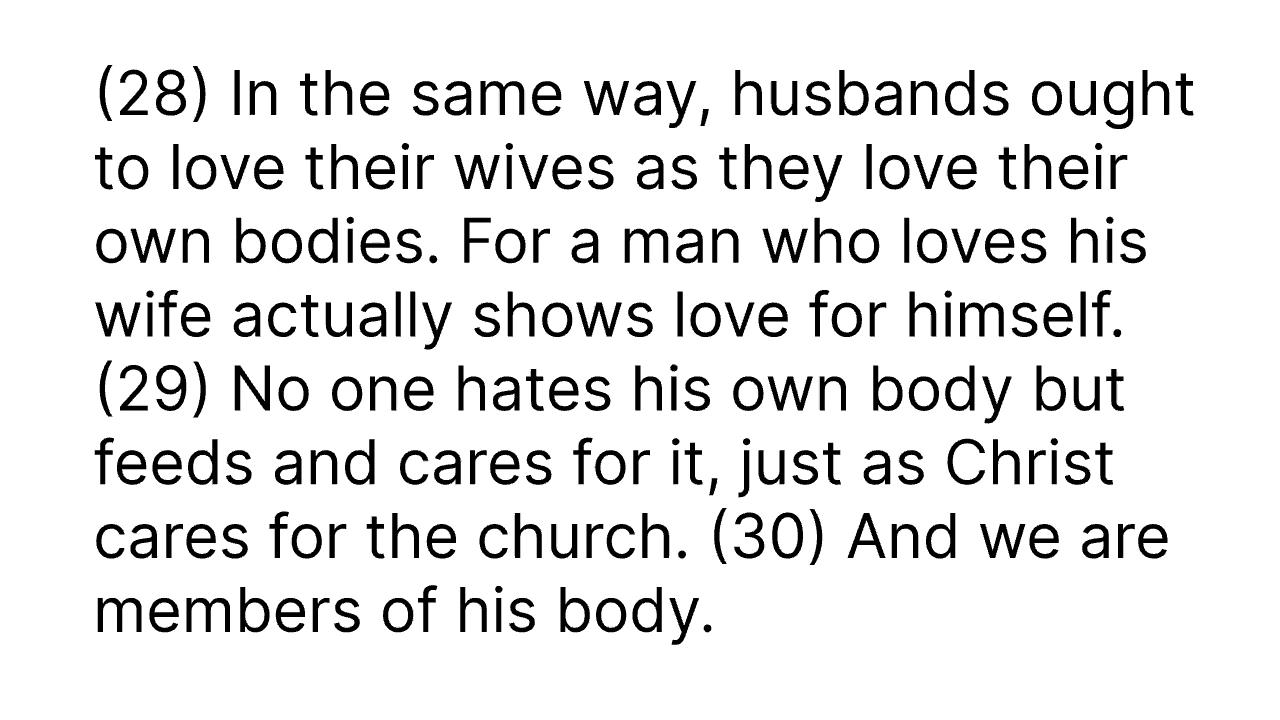 (28) In the same way, husbands ought
to love their wives as they love their
own bodies. For a man who loves his
wife actually shows love for himself.
(29) No one hates his own body but
feeds and cares for it, just as Christ
cares for the church. (30) And we are
members of his body.